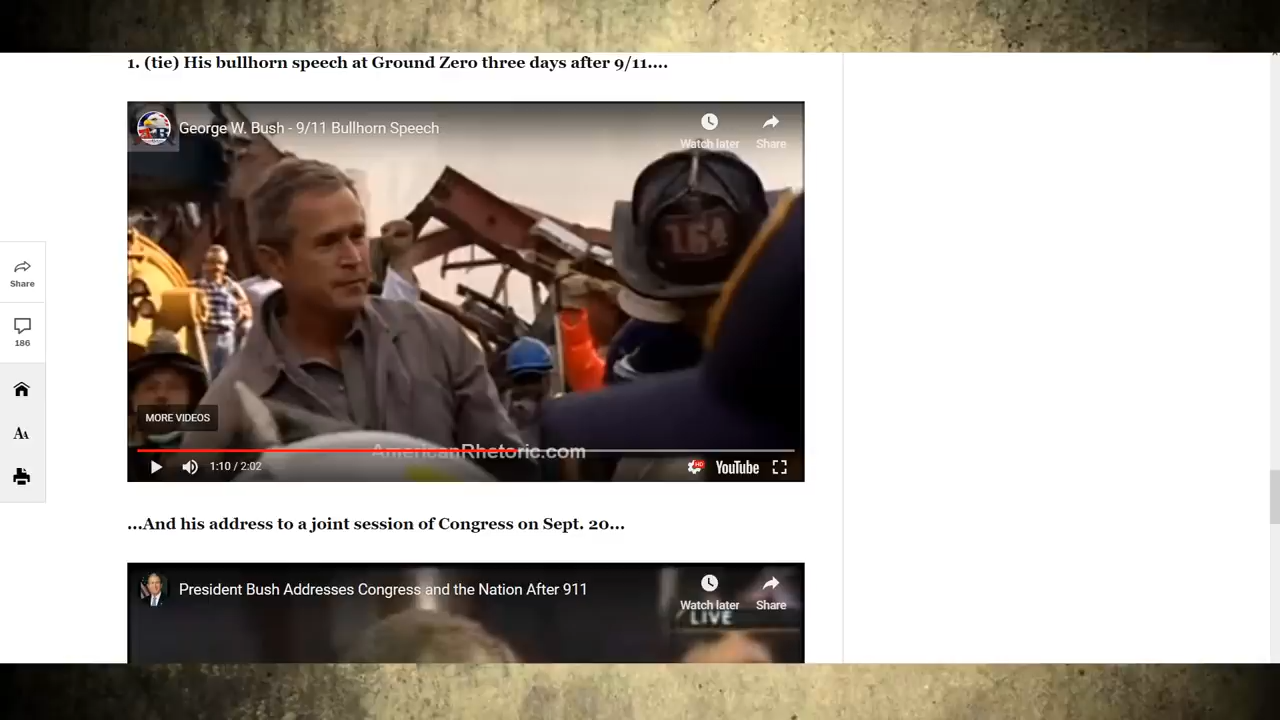 1. (tie) His bullhorn speech at Ground Zero three days after 9/11....
George W. Bush - 9/11 Bullhorn Speech
Watch later
Share
164
Share
186
MORE VIDEOS
AmericanRhetoric.com
1:10 / 2:02
HD
YouTube
AA
...And his address to a joint session of Congress on Sept. 20...
President Bush Addresses Congress and the Nation After 911
Watch later
Share
LIVE